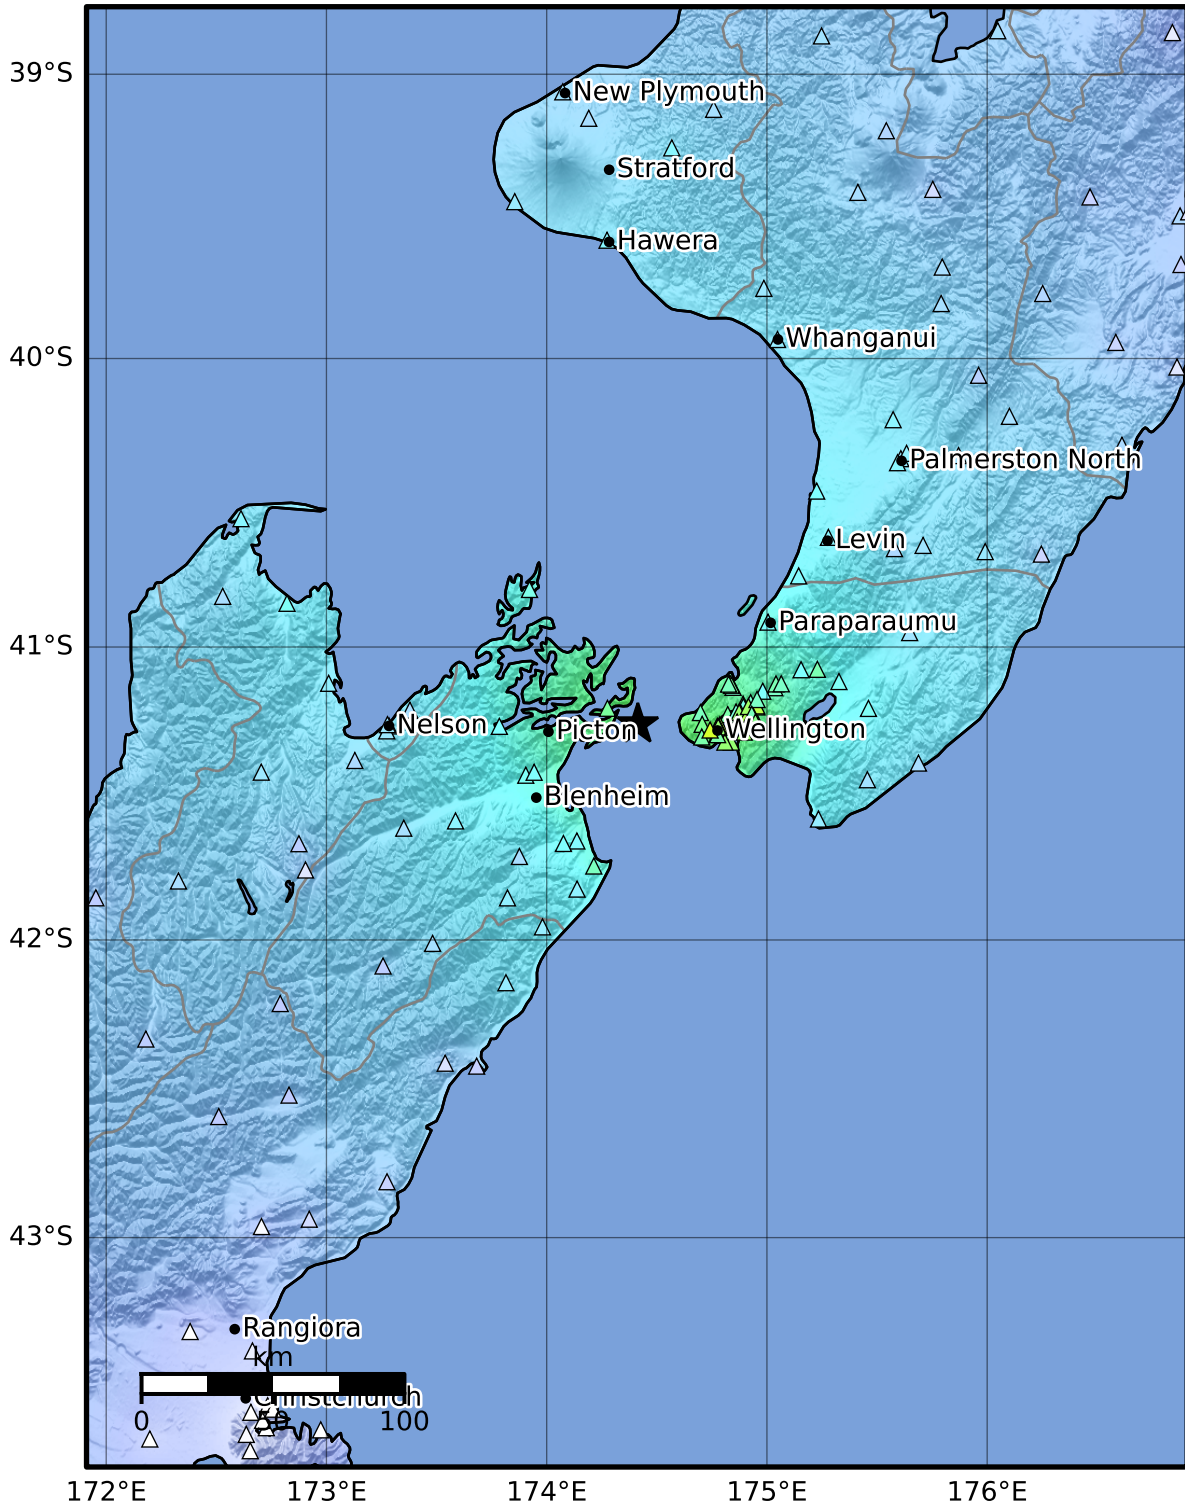 39°S
New Plymouth
Stratford
Hawera
Whanganui
40°S
Palmerston North
Levin
Paraparaumu
41°S
Nelson
Picton
Wellington
Blenheim
42°S
43°S
Rangiora
km
Christchurch
0
100
172°E
173°E
174°E
175°E
176°E